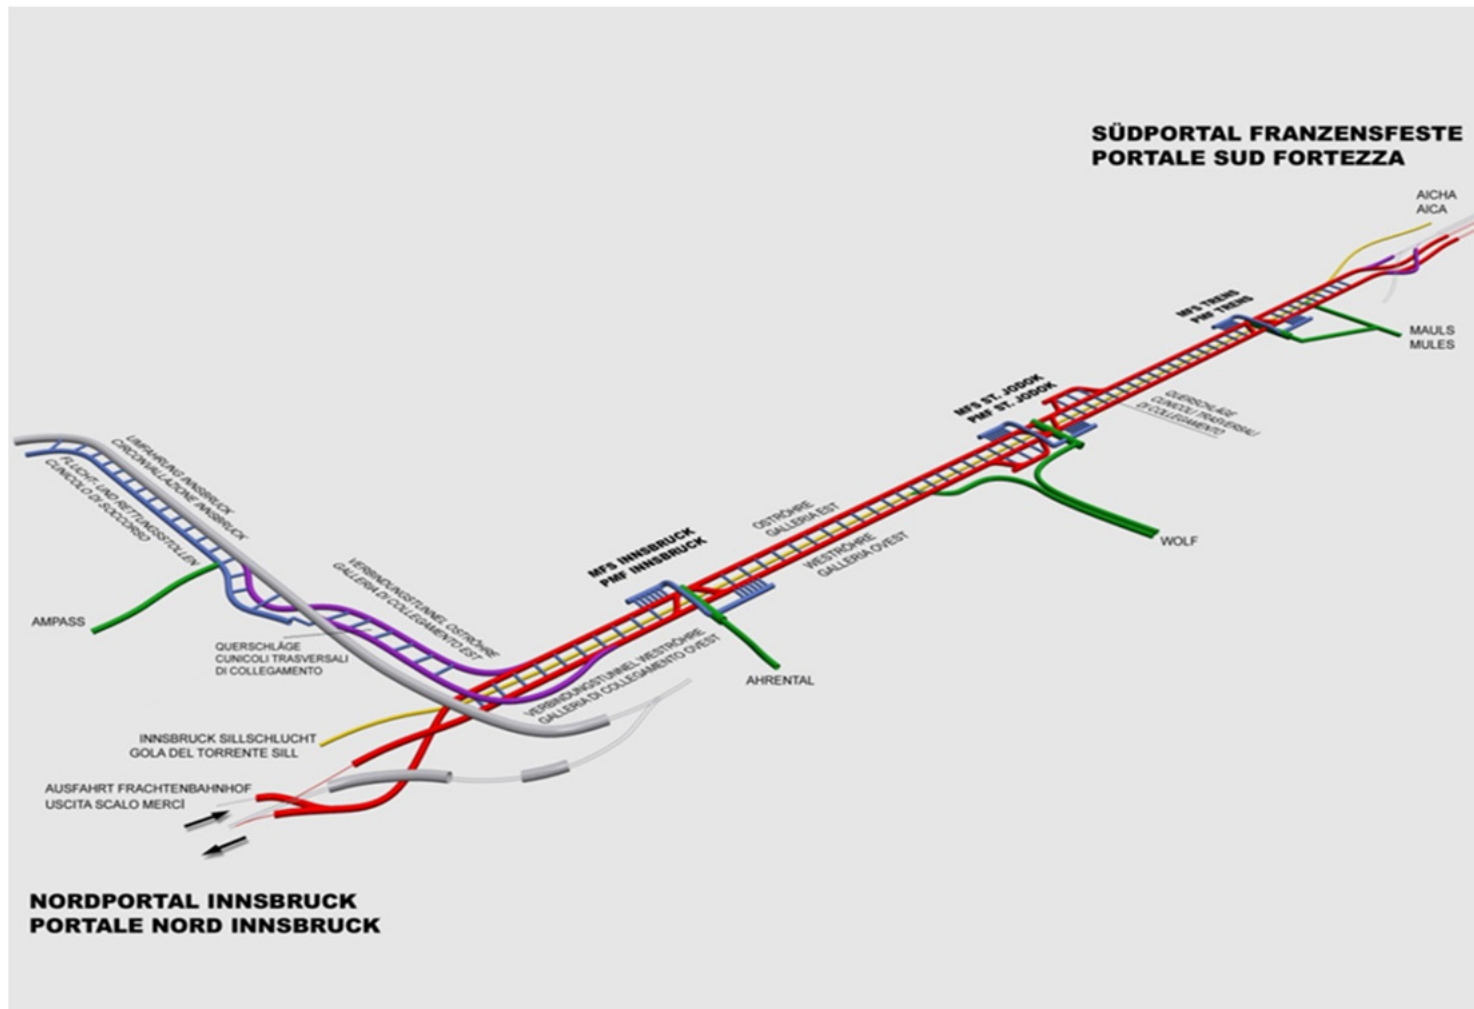 SÜDPORTAL FRANZENSFESTE
PORTALE SUD FORTEZZA
AICHA
AICA
MFS TRENS
PMF TRENS
MAULS
MULES
MFS ST. JODOK
PMF ST. JODOK
QUERSCHLÄGE
CUNICOLI TRASVERSALI
DI COLLEGAMENTO
UMFAHRUNG INNSBRUCK
CIRCONVALLAZIONE INNSBRUCK
FLUCHT- UND RETTUNGSSTOLLEN
CUNICOLO DI SOCCORSO
OSTRÖHRE
GALLERIA EST
WESTRÖHRE
GALLERIA OVEST
WOLF
MFS INNSBRUCK
PMF INNSBRUCK
VERBINDUNGSTUNNEL OSTRÖHRE
GALLERIA DI COLLEGAMENTO EST
AMPASS
QUERSCHLÄGE
CUNICOLI TRASVERSALI
DI COLLEGAMENTO
VERBINDUNGSTUNNEL WESTRÖHRE
GALLERIA DI COLLEGAMENTO OVEST
AHRENTAL
INNSBRUCK SILLSCHLUCHT
GOLA DEL TORRENTE SILL
AUSFAHRT FRACHTENBAHNHOF
USCITA SCALO MERCÌ
NORDPORTAL INNSBRUCK
PORTALE NORD INNSBRUCK